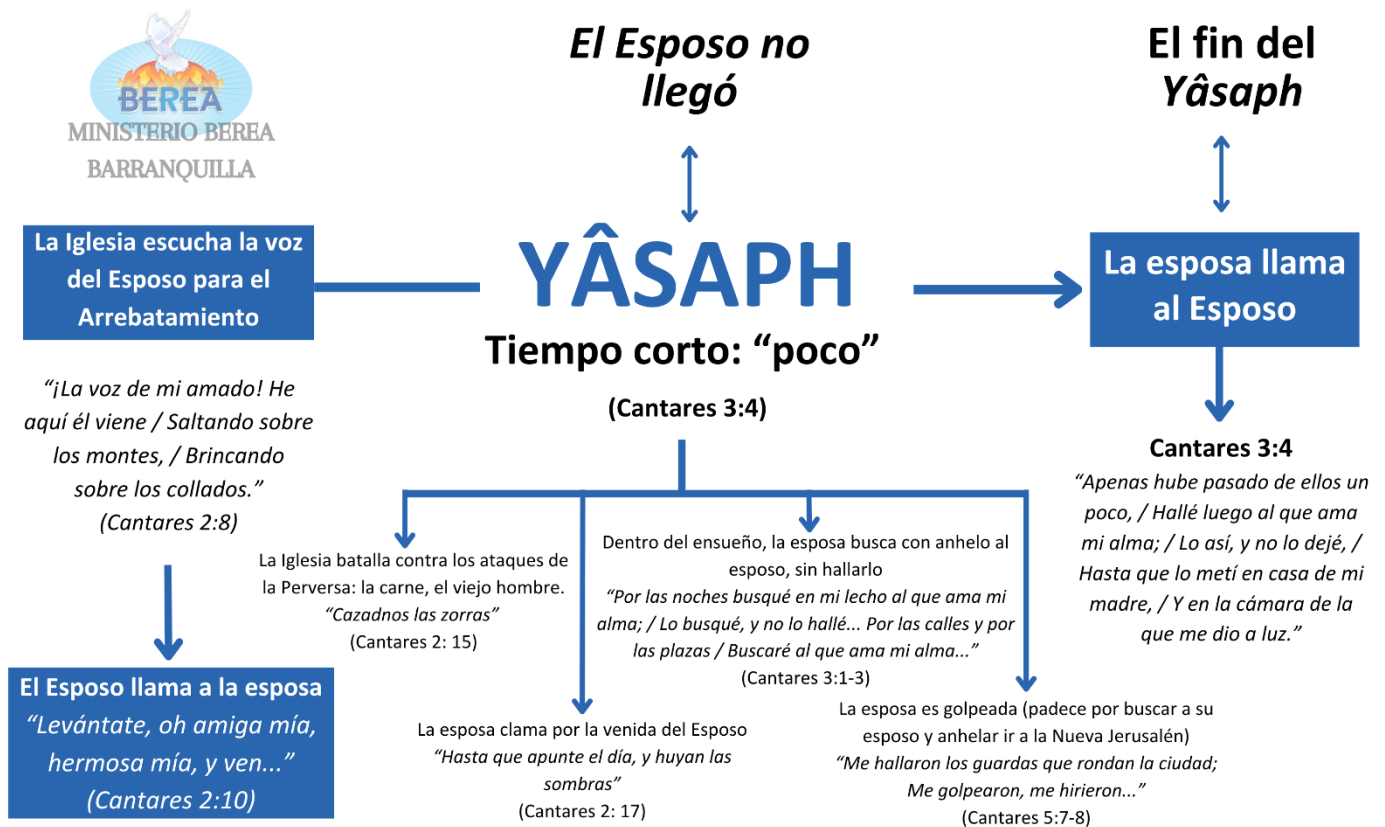 BEREA
MINISTERIO BEREA
BARRANQUILLA
El Esposo no
llegó
El fin del
Yâsaph
La Iglesia escucha la voz
del Esposo para el
Arrebatamiento
YÂSAPH
Tiempo corto: “poco”
(Cantares 3:4)
La esposa llama
al Esposo
“¡La voz de mi amado! He
aquí él viene / Saltando sobre
los montes, / Brincando
sobre los collados.”
(Cantares 2:8)
El Esposo llama a la esposa
“Levántate, oh amiga mía,
hermosa mía, y ven...”
(Cantares 2:10)
La Iglesia batalla contra los ataques de
la Perversa: la carne, el viejo hombre.
“Cazadnos las zorras”
(Cantares 2: 15)
La esposa clama por la venida del Esposo
“Hasta que apunte el día, y huyan las
sombras”
(Cantares 2: 17)
Dentro del ensueño, la esposa busca con anhelo al
esposo, sin hallarlo
“Por las noches busqué en mi lecho al que ama mi
alma; / Lo busqué, y no lo hallé... Por las calles y por
las plazas / Buscaré al que ama mi alma...”
(Cantares 3:1-3)
La esposa es golpeada (padece por buscar a su
esposo y anhelar ir a la Nueva Jerusalén)
“Me hallaron los guardas que rondan la ciudad;
Me golpearon, me hirieron...”
(Cantares 5:7-8)
Cantares 3:4
“Apenas hube pasado de ellos un
poco, / Hallé luego al que ama
mi alma; / Lo así, y no lo dejé, /
Hasta que lo metí en casa de mi
madre, / Y en la cámara de la
que me dio a luz.”